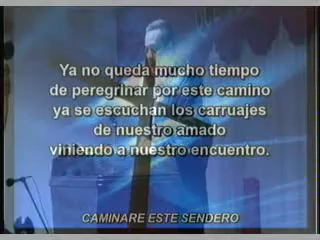 Ya no queda mucho tiempo
de peregrinar por este camino
ya se escuchan los carruajes
de nuestro amado
viniendo a nuestro encuentro.
CAMINARE ESTE SENDERO